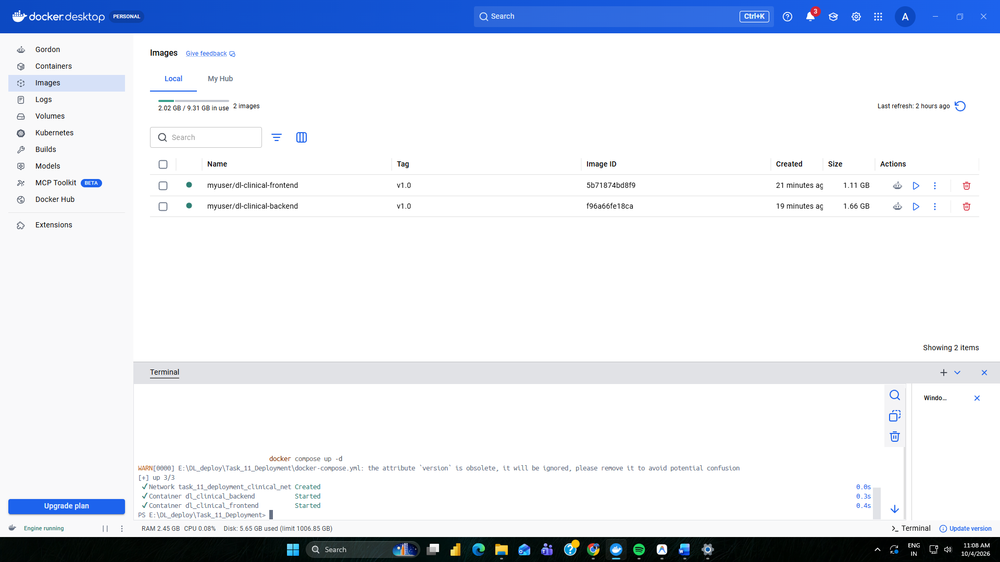 docker.desktop PERSONAL
Search Ctrl+K
3
A
Gordon
Containers
Images
Logs
Volumes
Kubernetes
Builds
Models
MCP Toolkit BETA
Docker Hub
Extensions
Upgrade plan
Images Give feedback
Local My Hub
2.02 GB / 9.31 GB in use 2 images
Last refresh: 2 hours ago
Search
Name Tag Image ID Created Size Actions
myuser/dl-clinical-frontend v1.0 5b71874bd8f9 21 minutes ag 1.11 GB
myuser/dl-clinical-backend v1.0 f96a66fe18ca 19 minutes ag 1.66 GB
Showing 2 items
Terminal
Windo...
docker compose up -d
WARN[0000] E:\DL_deploy\Task_11_Deployment\docker-compose.yml: the attribute `version` is obsolete, it will be ignored, please remove it to avoid potential confusion
[+] up 3/3
✓Network task_11_deployment_clinical_net Created 0.0s
✓Container dl_clinical_backend Started 0.3s
✓Container dl_clinical_frontend Started 0.4s
PS E:\DL_deploy\Task_11_Deployment>
Engine running
RAM 2.45 GB CPU 0.08% Disk: 5.65 GB used (limit 1006.85 GB)
>_ Terminal Update version
Search
ENG
IN
11:08 AM
10/4/2026